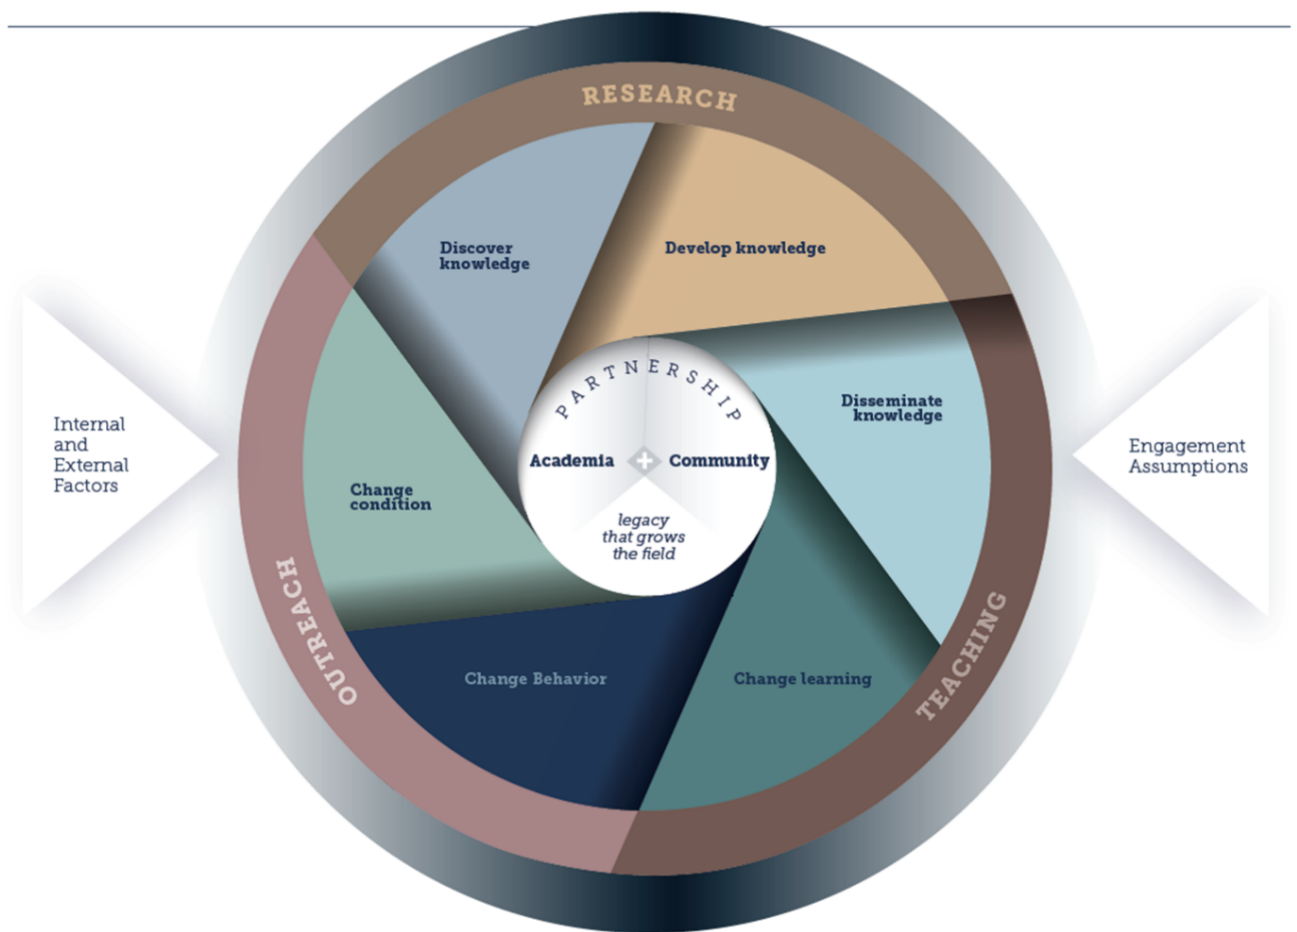 RESEARCH
Discover
knowledge
Develop knowledge
PARTNERSHIP
Disseminate
knowledge
Internal
and
External
Factors
Engagement
Assumptions
Academia + Community
Change
condition
legacy
that grows
the field
OUTREACH
TEACHING
Change Behavior
Change learning